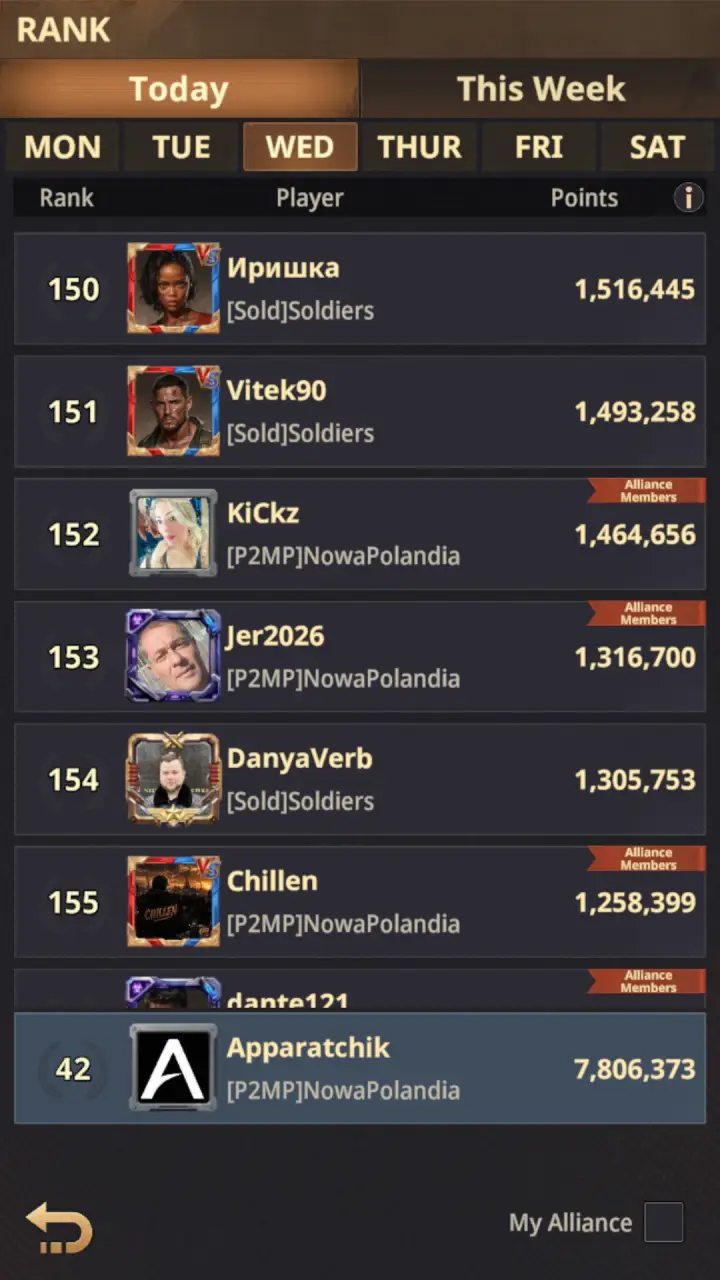 RANK
Today
This Week
MON
TUE
WED
THUR
FRI
SAT
Rank
Player
Points
150
Иришка
[Sold]Soldiers
1,516,445
151
Vitek90
[Sold]Soldiers
1,493,258
Alliance
Members
152
KiCkz
[P2MP]NowaPolandia
1,464,656
Alliance
Members
153
Jer2026
[P2MP]NowaPolandia
1,316,700
154
DanyaVerb
[Sold]Soldiers
1,305,753
Alliance
Members
155
CHILLEN
Chillen
[P2MP]NowaPolandia
1,258,399
Alliance
Members
dante121
42
Apparatchik
[P2MP]NowaPolandia
7,806,373
My Alliance